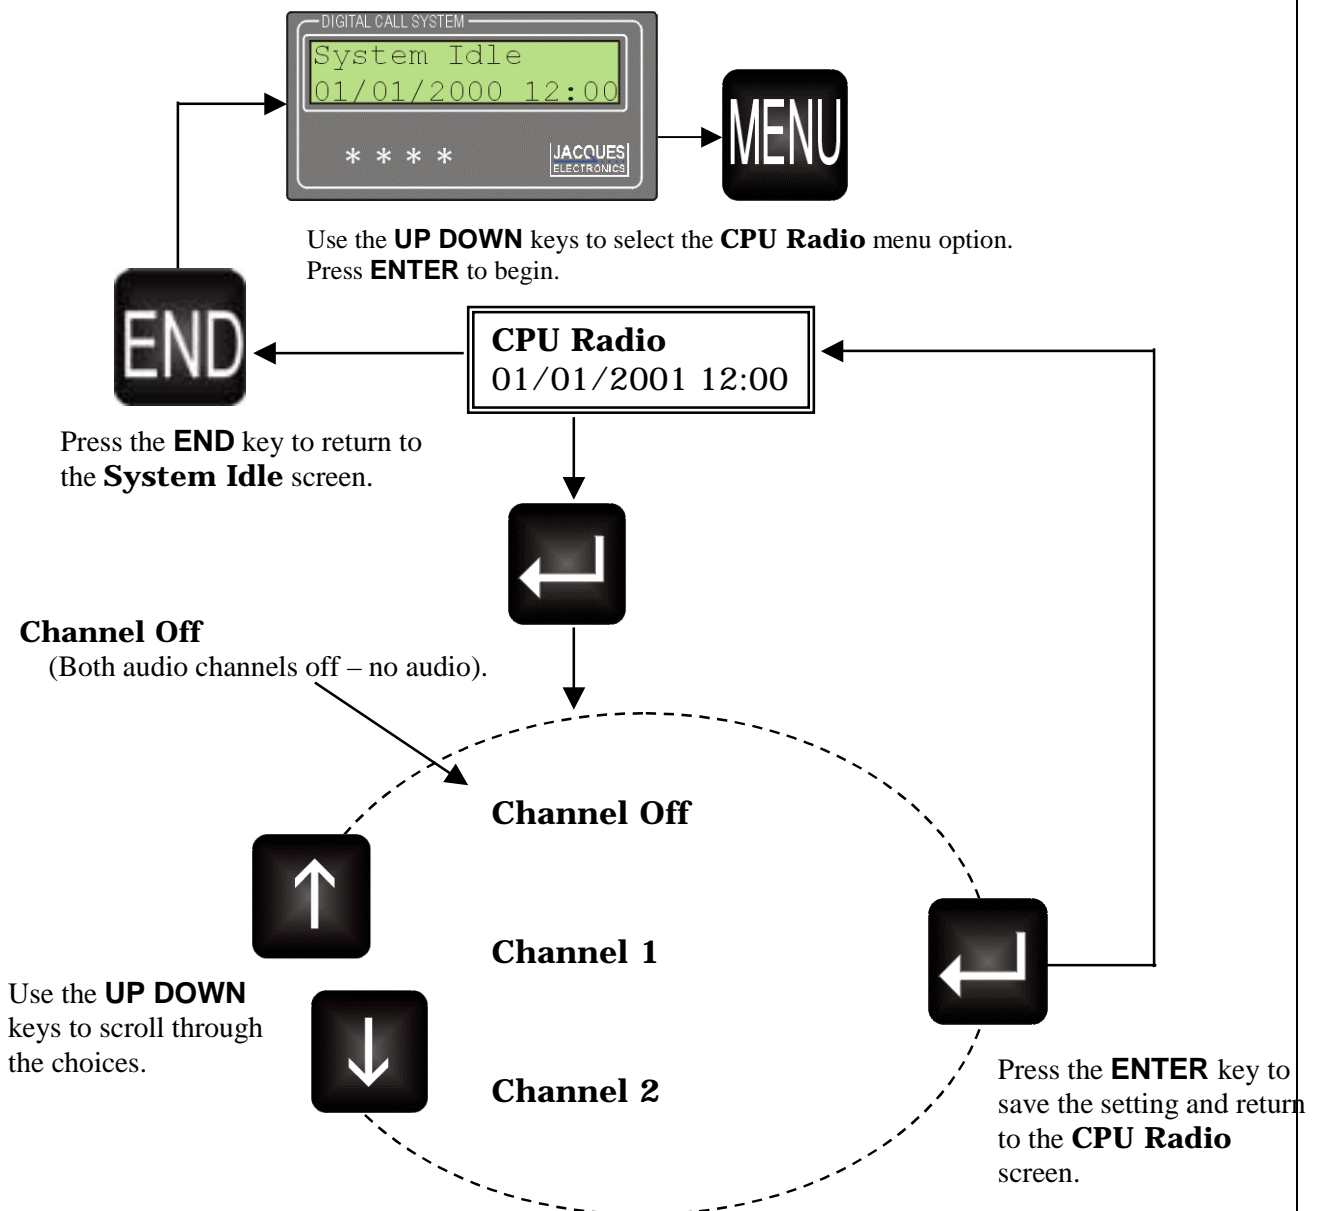 DIGITAL CALL SYSTEM
System Idle
01/01/2000 12:00
* * * *
JACQUES
ELECTRONICS
MENU
Use the UP DOWN keys to select the CPU Radio menu option.
Press ENTER to begin.
END
CPU Radio
01/01/2001 12:00
Press the END key to return to
the System Idle screen.
Channel Off
(Both audio channels off – no audio).
Channel Off
Channel 1
Channel 2
Use the UP DOWN
keys to scroll through
the choices.
Press the ENTER key to
save the setting and return
to the CPU Radio
screen.